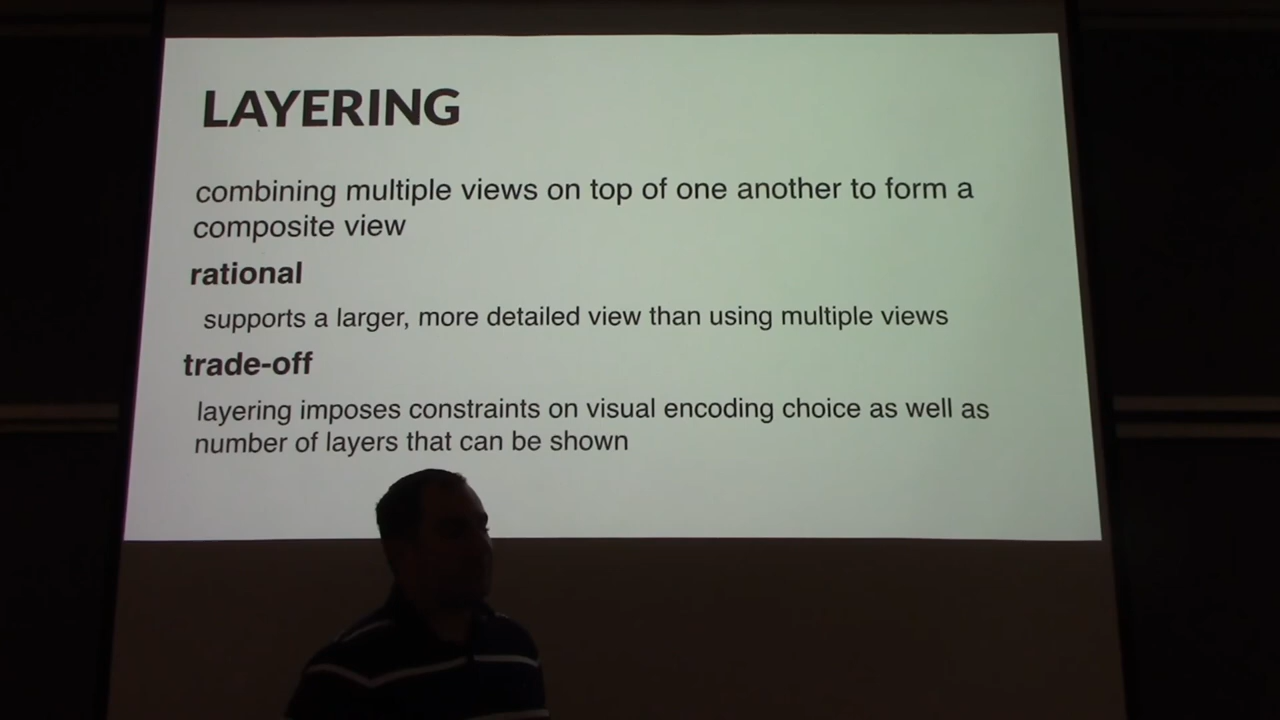 LAYERING
combining multiple views on top of one another to form a
composite view
rational
supports a larger, more detailed view than using multiple views
trade-off
layering imposes constraints on visual encoding choice as well as
number of layers that can be shown